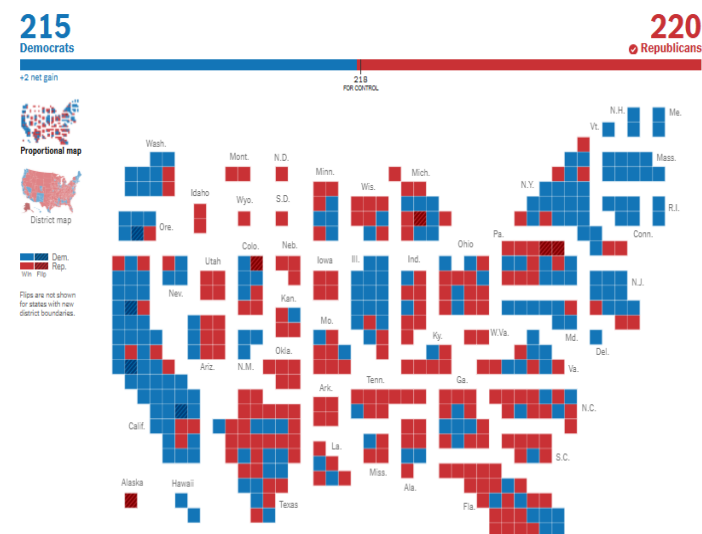 215
Democrats
220
Republicans
+2 net gain
218
FOR CONTROL
Proportional map
District map
Dem.
Rep.
Win Flip
Flips are not shown
for states with new
district boundaries.
N.H.
Me.
Vt.
Wash.
Mont.
N.D.
Minn.
Wis.
Mich.
N.Y.
Mass.
Idaho
Wyo.
S.D.
R.I.
Ore.
Colo.
Neb.
Pa.
Conn.
Ohio
Utah
Iowa
Ill.
Ind.
N.J.
Nev.
Kan.
Mo.
Ky.
W.Va.
Md.
Del.
Ariz.
N.M.
Okla.
Va.
Ark.
Tenn.
Ga.
N.C.
Calif.
La.
S.C.
Miss.
Ala.
Alaska
Hawaii
Texas
Fla.